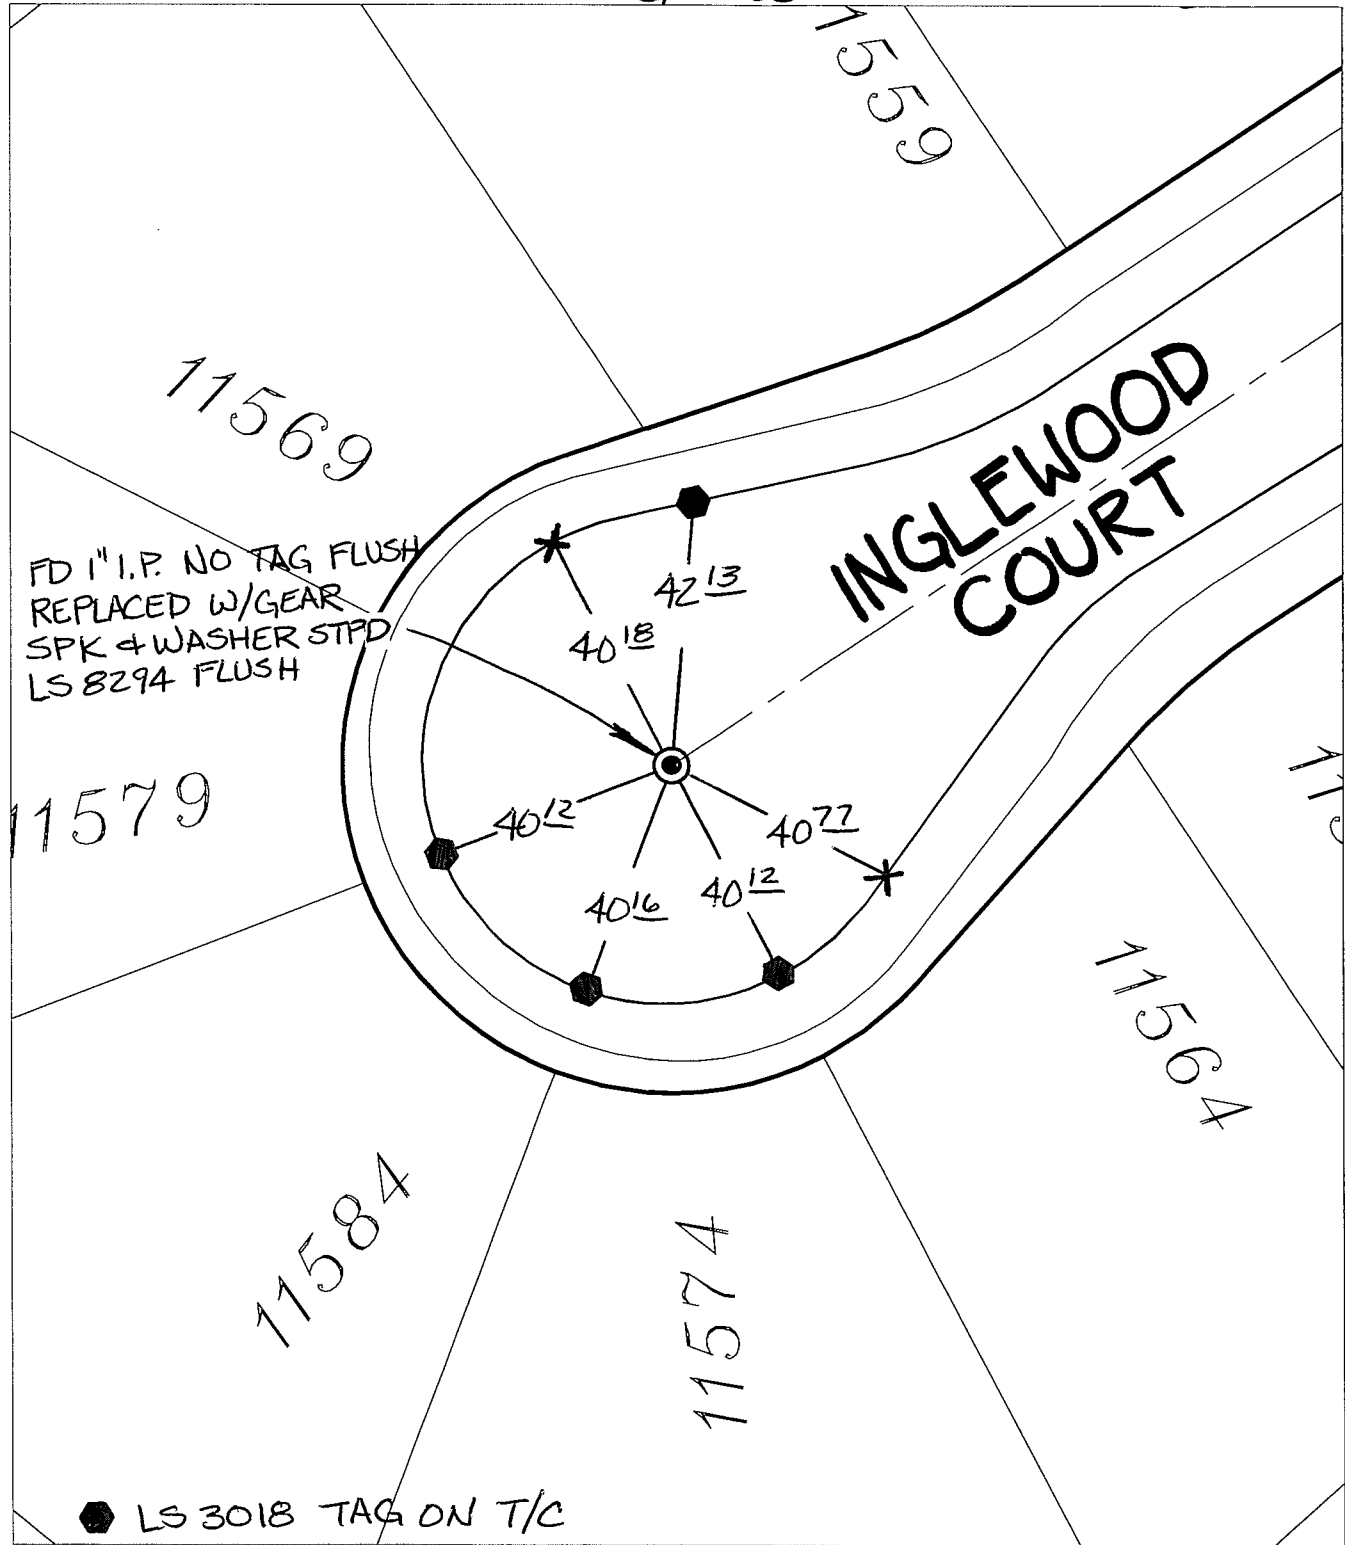 11559
11569
INGLEWOOD
COURT
FD 1" I.P. NO TAG FLUSH
REPLACED W/GEAR
SPK & WASHER STPD
LS 8294 FLUSH
42 13
40 18
11579
40 12
40 77
40 16
40 12
11564
11584
11574
LS 3018 TAG ON T/C